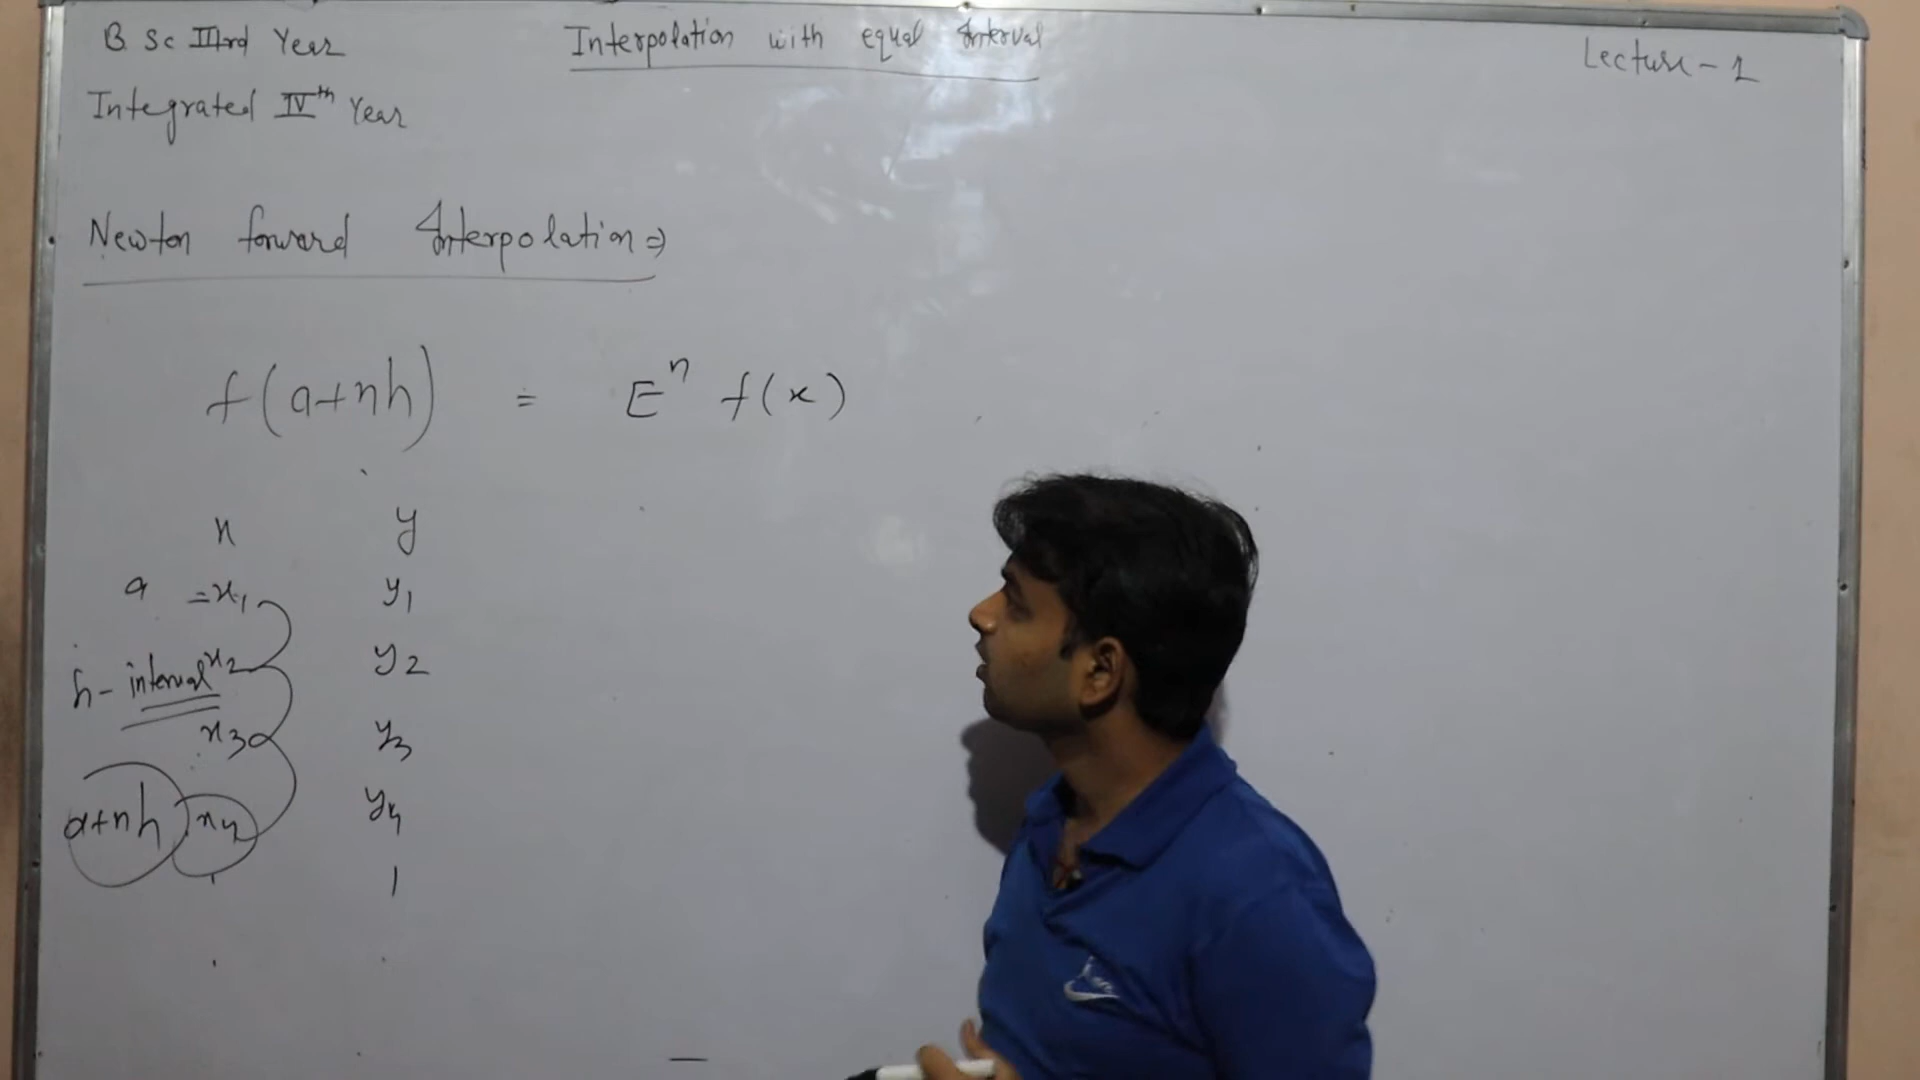 B Sc IIIrd Year
Integrated IVth Year
Interpolation with equal Interval
Lecture - 1
Newton forward Interpolation ⇒
f(a+nh) = Eⁿ f(x)
x y
a = x₁ y₁
h - interval x₂ y₂
x₃ y₃
a+nh x₄ y₄